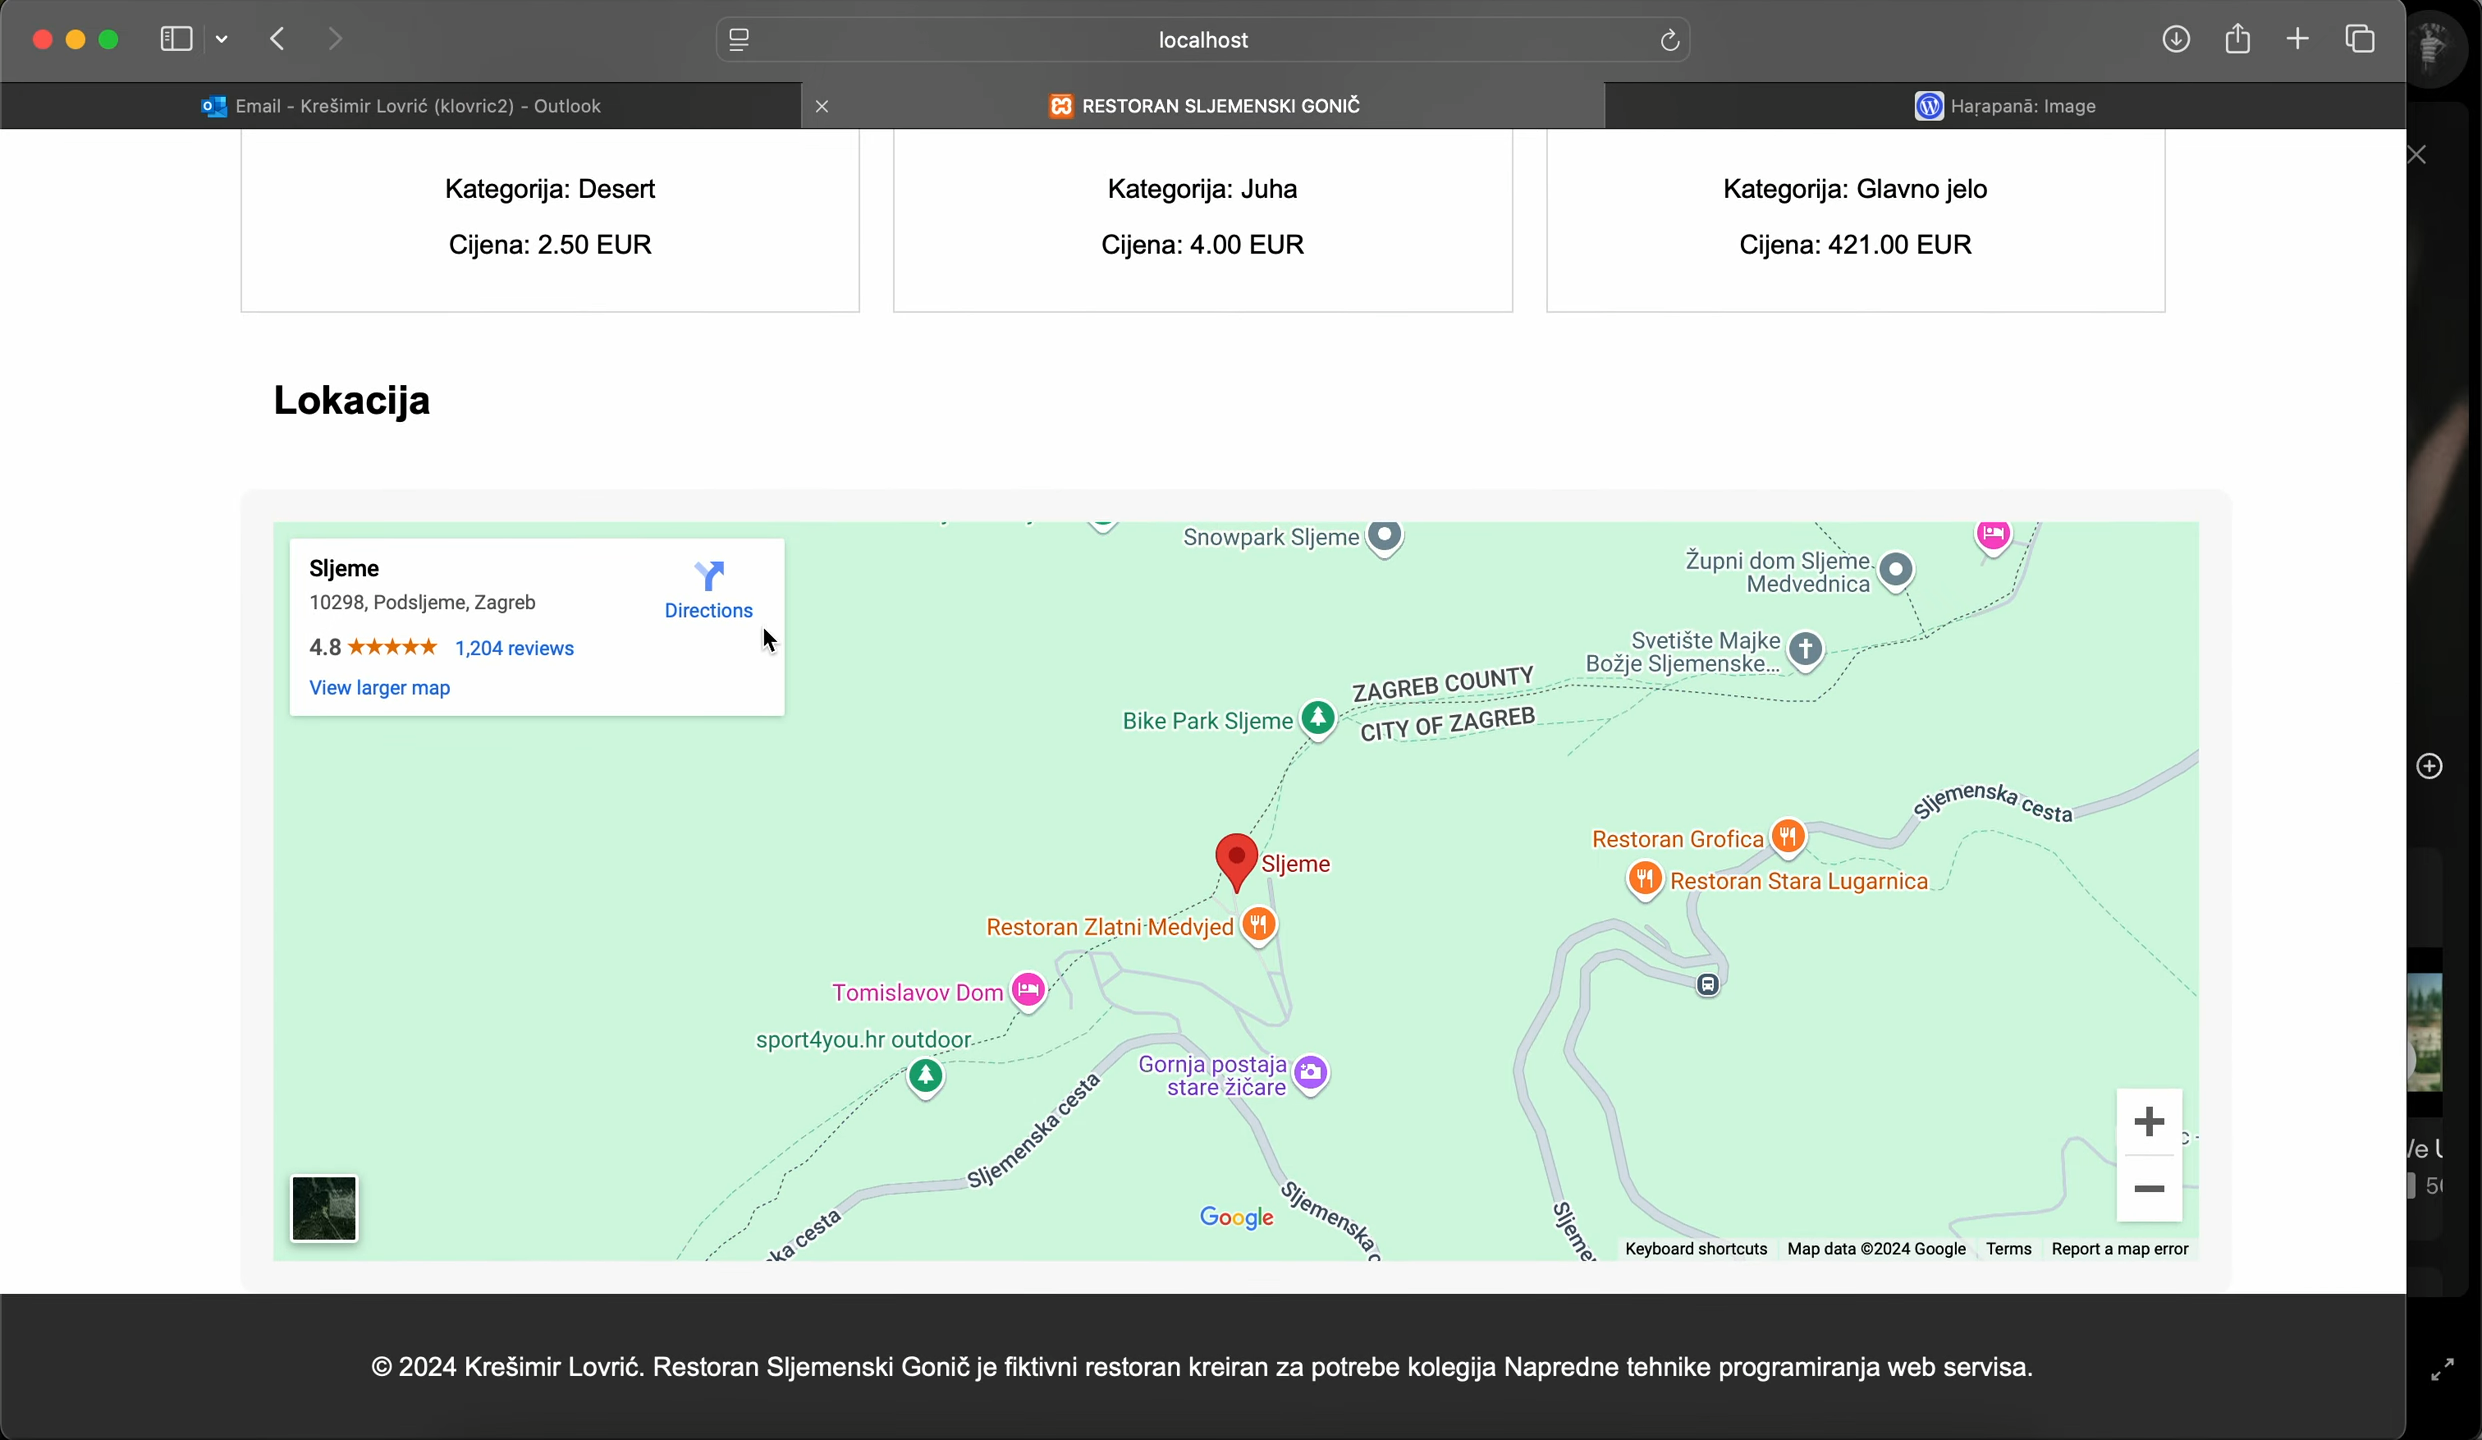 localhost
Email - Krešimir Lovrić (klovric2) - Outlook
RESTORAN SLJEMENSKI GONIČ
Haṛapanā: Image
Kategorija: Desert
Cijena: 2.50 EUR
Kategorija: Juha
Cijena: 4.00 EUR
Kategorija: Glavno jelo
Cijena: 421.00 EUR
Lokacija
Sljeme
10298, Podsljeme, Zagreb
4.8
1,204 reviews
View larger map
Directions
Snowpark Sljeme
Župni dom Sljeme
Medvednica
Svetište Majke
Božje Sljemenske...
ZAGREB COUNTY
CITY OF ZAGREB
Bike Park Sljeme
Sljemenska cesta
Restoran Grofica
Restoran Stara Lugarnica
Sljeme
Restoran Zlatni Medvjed
Tomislavov Dom
sport4you.hr outdoor
Gornja postaja
stare žičare
Sljemenska cesta
ka cesta
Sljemenska c
Sljeme
Google
Keyboard shortcuts
Map data ©2024 Google
Terms
Report a map error
© 2024 Krešimir Lovrić. Restoran Sljemenski Gonič je fiktivni restoran kreiran za potrebe kolegija Napredne tehnike programiranja web servisa.